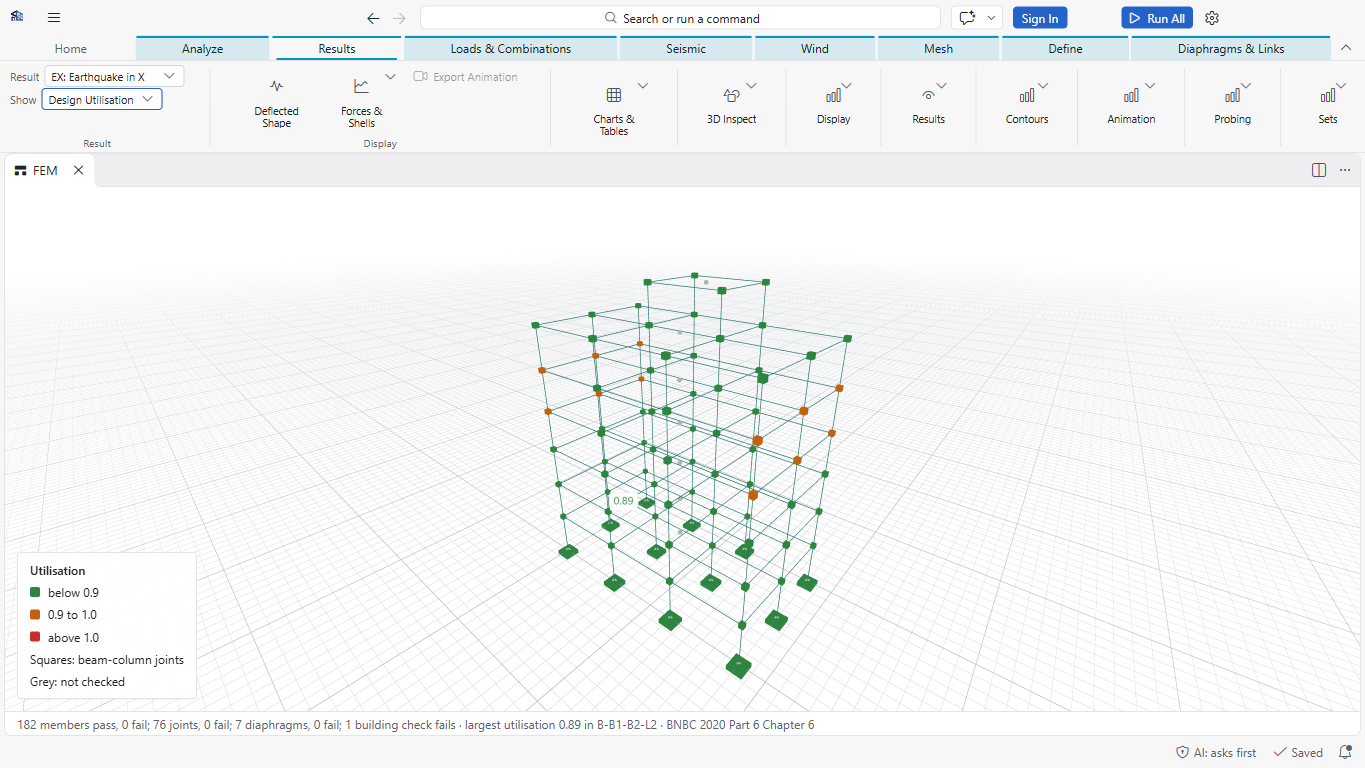 Search or run a command
Sign In
Run All
Home
Analyze
Results
Loads & Combinations
Seismic
Wind
Mesh
Define
Diaphragms & Links
Result
EX: Earthquake in X
Show
Design Utilisation
Result
Deflected
Shape
Forces &
Shells
Export Animation
Display
Charts &
Tables
3D Inspect
Display
Results
Contours
Animation
Probing
Sets
FEM
0.89
Utilisation
below 0.9
0.9 to 1.0
above 1.0
Squares: beam-column joints
Grey: not checked
182 members pass, 0 fail; 76 joints, 0 fail; 7 diaphragms, 0 fail; 1 building check fails · largest utilisation 0.89 in B-B1-B2-L2 · BNBC 2020 Part 6 Chapter 6
AI: asks first
Saved